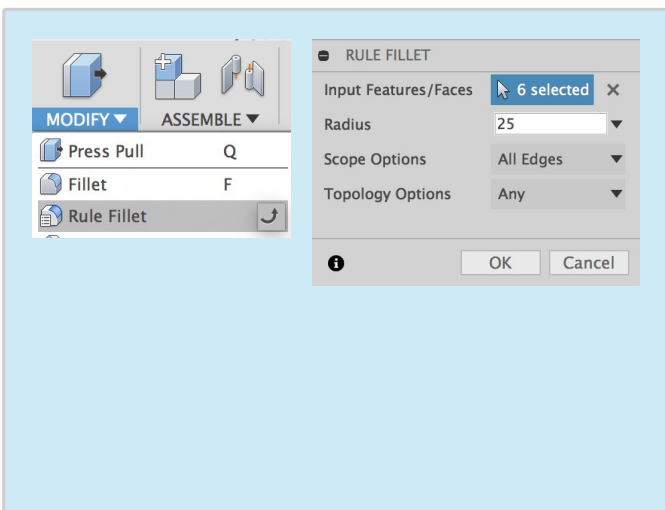 MODIFY ▼ ASSEMBLE ▼
Press Pull Q
Fillet F
Rule Fillet
RULE FILLET
Input Features/Faces 6 selected
Radius 25
Scope Options All Edges
Topology Options Any
OK Cancel